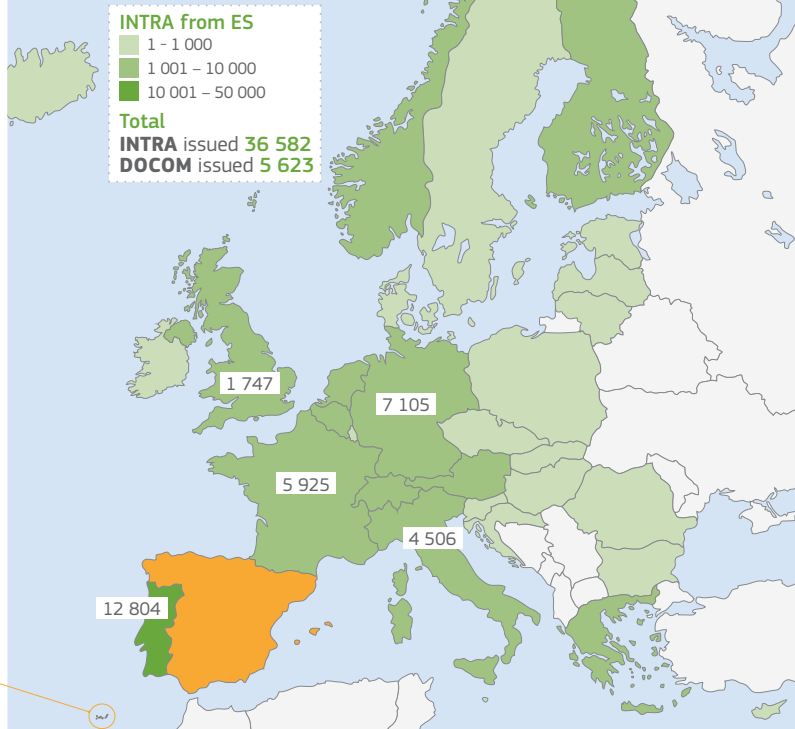 INTRA from ES
1 - 1 000
1 001 – 10 000
10 001 – 50 000
Total
INTRA issued 36 582
DOCOM issued 5 623
1 747
7 105
5 925
4 506
12 804